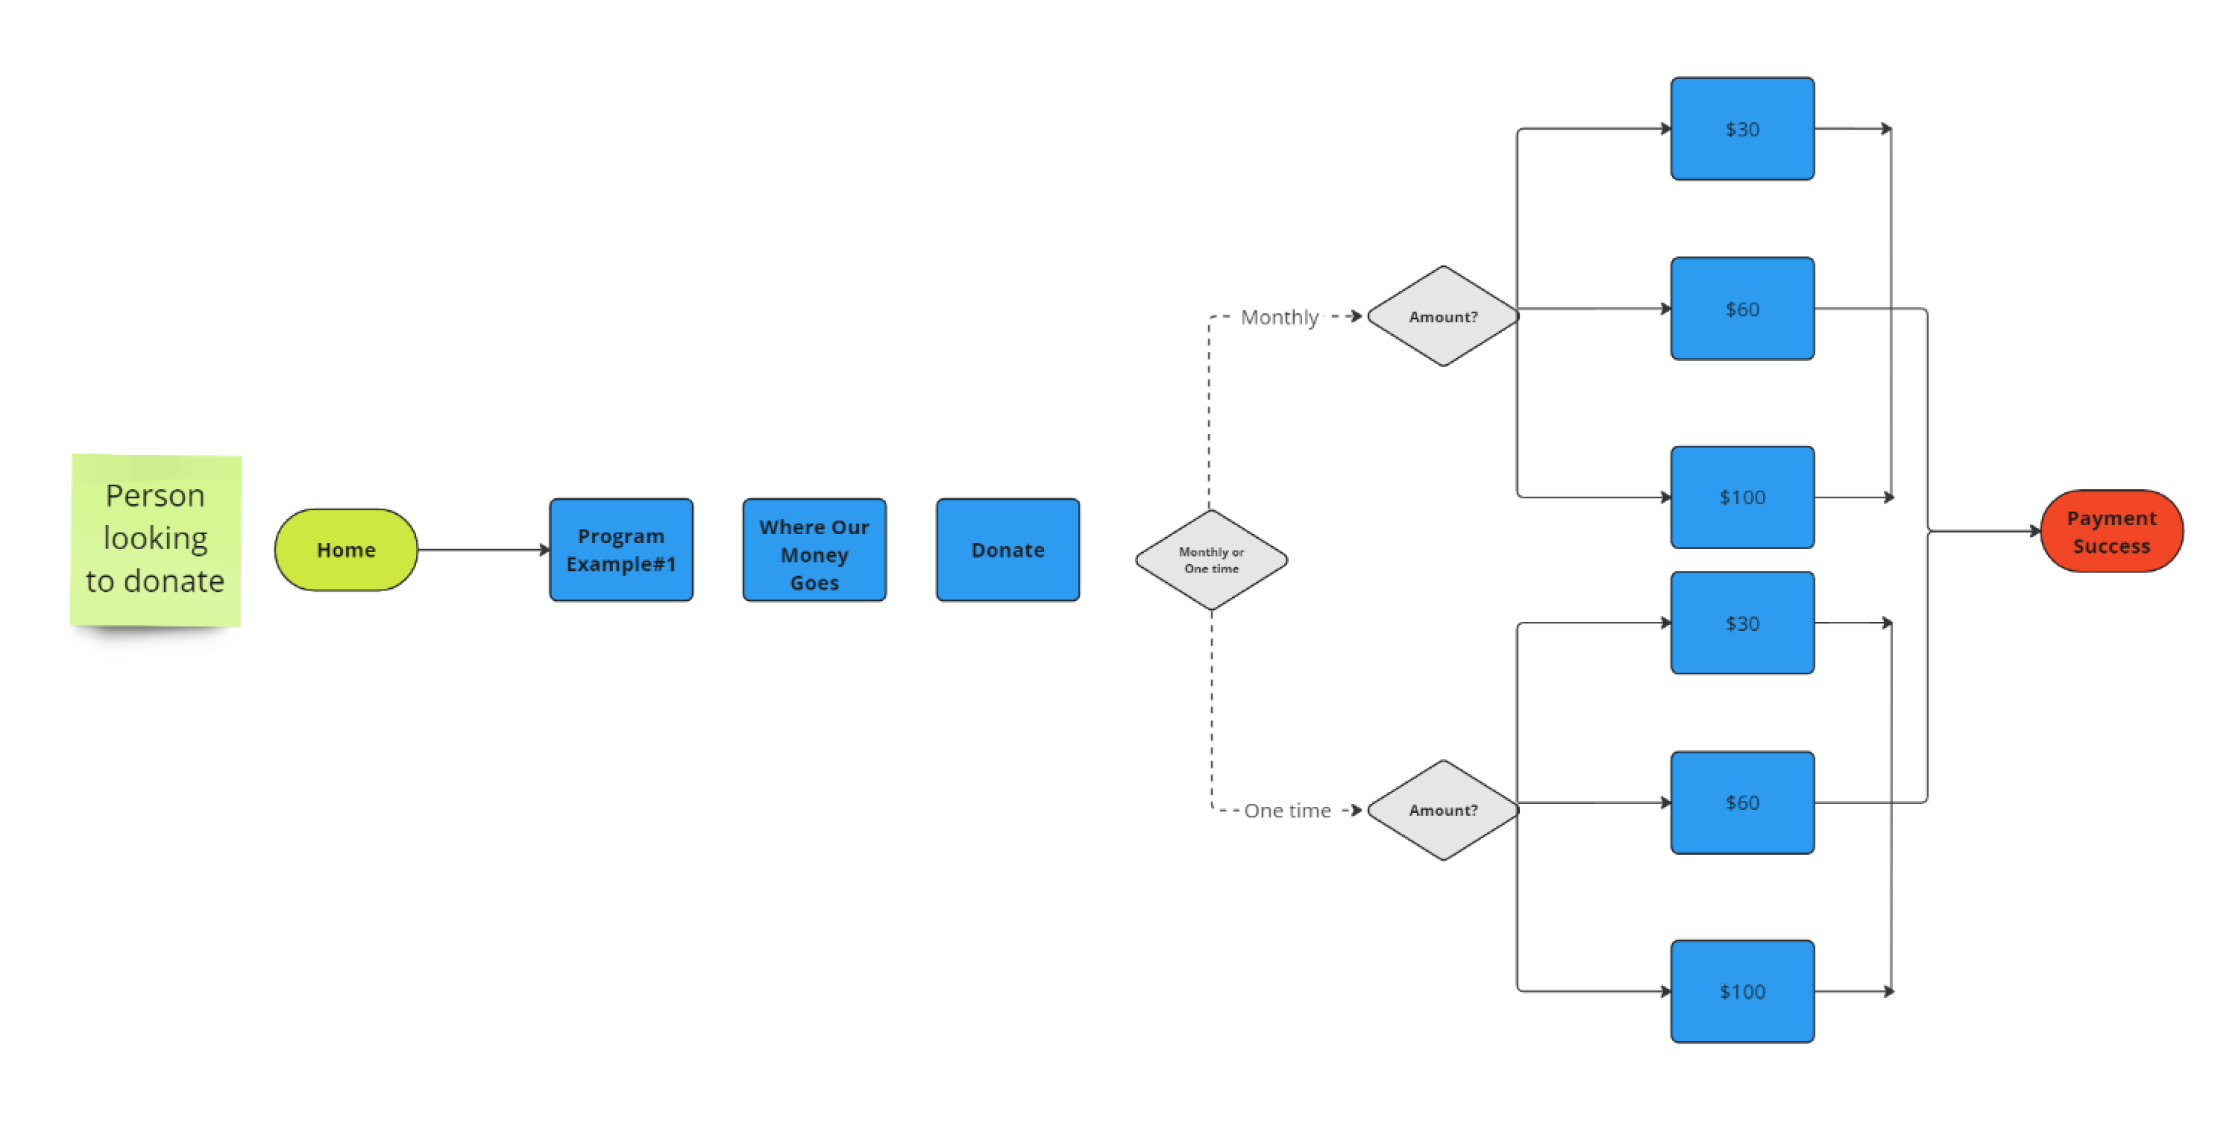 Person
looking
to donate
Home
Program
Example#1
Where Our
Money
Goes
Donate
Monthly or
One time
Monthly
Amount?
$30
$60
$100
One time
Amount?
$30
$60
$100
Payment
Success